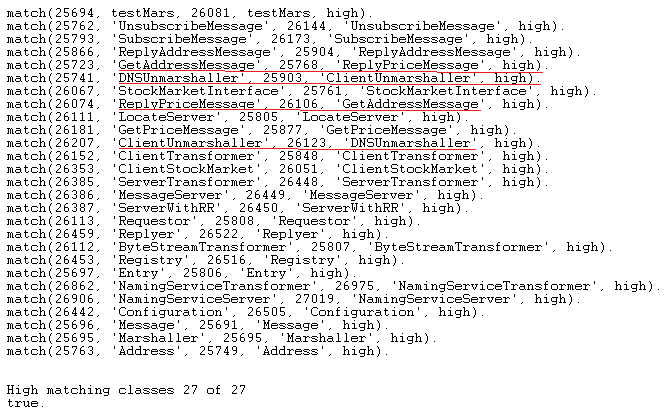 match(25694, testMars, 26081, testMars, high).
match(25762, 'UnsubscribeMessage', 26144, 'UnsubscribeMessage', high).
match(25793, 'SubscribeMessage', 26173, 'SubscribeMessage', high).
match(25866, 'ReplyAddressMessage', 25904, 'ReplyAddressMessage', high).
match(25723, 'GetAddressMessage', 25768, 'ReplyPriceMessage', high).
match(25741, 'DNSUnmarshaller', 25903, 'ClientUnmarshaller', high).
match(26067, 'StockMarketInterface', 25761, 'StockMarketInterface', high).
match(26074, 'ReplyPriceMessage', 26106, 'GetAddressMessage', high).
match(26111, 'LocateServer', 25805, 'LocateServer', high).
match(26181, 'GetPriceMessage', 25877, 'GetPriceMessage', high).
match(26207, 'ClientUnmarshaller', 26123, 'DNSUnmarshaller', high).
match(26152, 'ClientTransformer', 25848, 'ClientTransformer', high).
match(26353, 'ClientStockMarket', 26051, 'ClientStockMarket', high).
match(26385, 'ServerTransformer', 26448, 'ServerTransformer', high).
match(26386, 'MessageServer', 26449, 'MessageServer', high).
match(26387, 'ServerWithRR', 26450, 'ServerWithRR', high).
match(26113, 'Requestor', 25808, 'Requestor', high).
match(26459, 'Replyer', 26522, 'Replyer', high).
match(26112, 'ByteStreamTransformer', 25807, 'ByteStreamTransformer', high).
match(26453, 'Registry', 26516, 'Registry', high).
match(25697, 'Entry', 25806, 'Entry', high).
match(26862, 'NamingServiceTransformer', 26975, 'NamingServiceTransformer', high).
match(26906, 'NamingServiceServer', 27019, 'NamingServiceServer', high).
match(26442, 'Configuration', 26505, 'Configuration', high).
match(25696, 'Message', 25691, 'Message', high).
match(25695, 'Marshaller', 25695, 'Marshaller', high).
match(25763, 'Address', 25749, 'Address', high).
High matching classes 27 of 27
true.